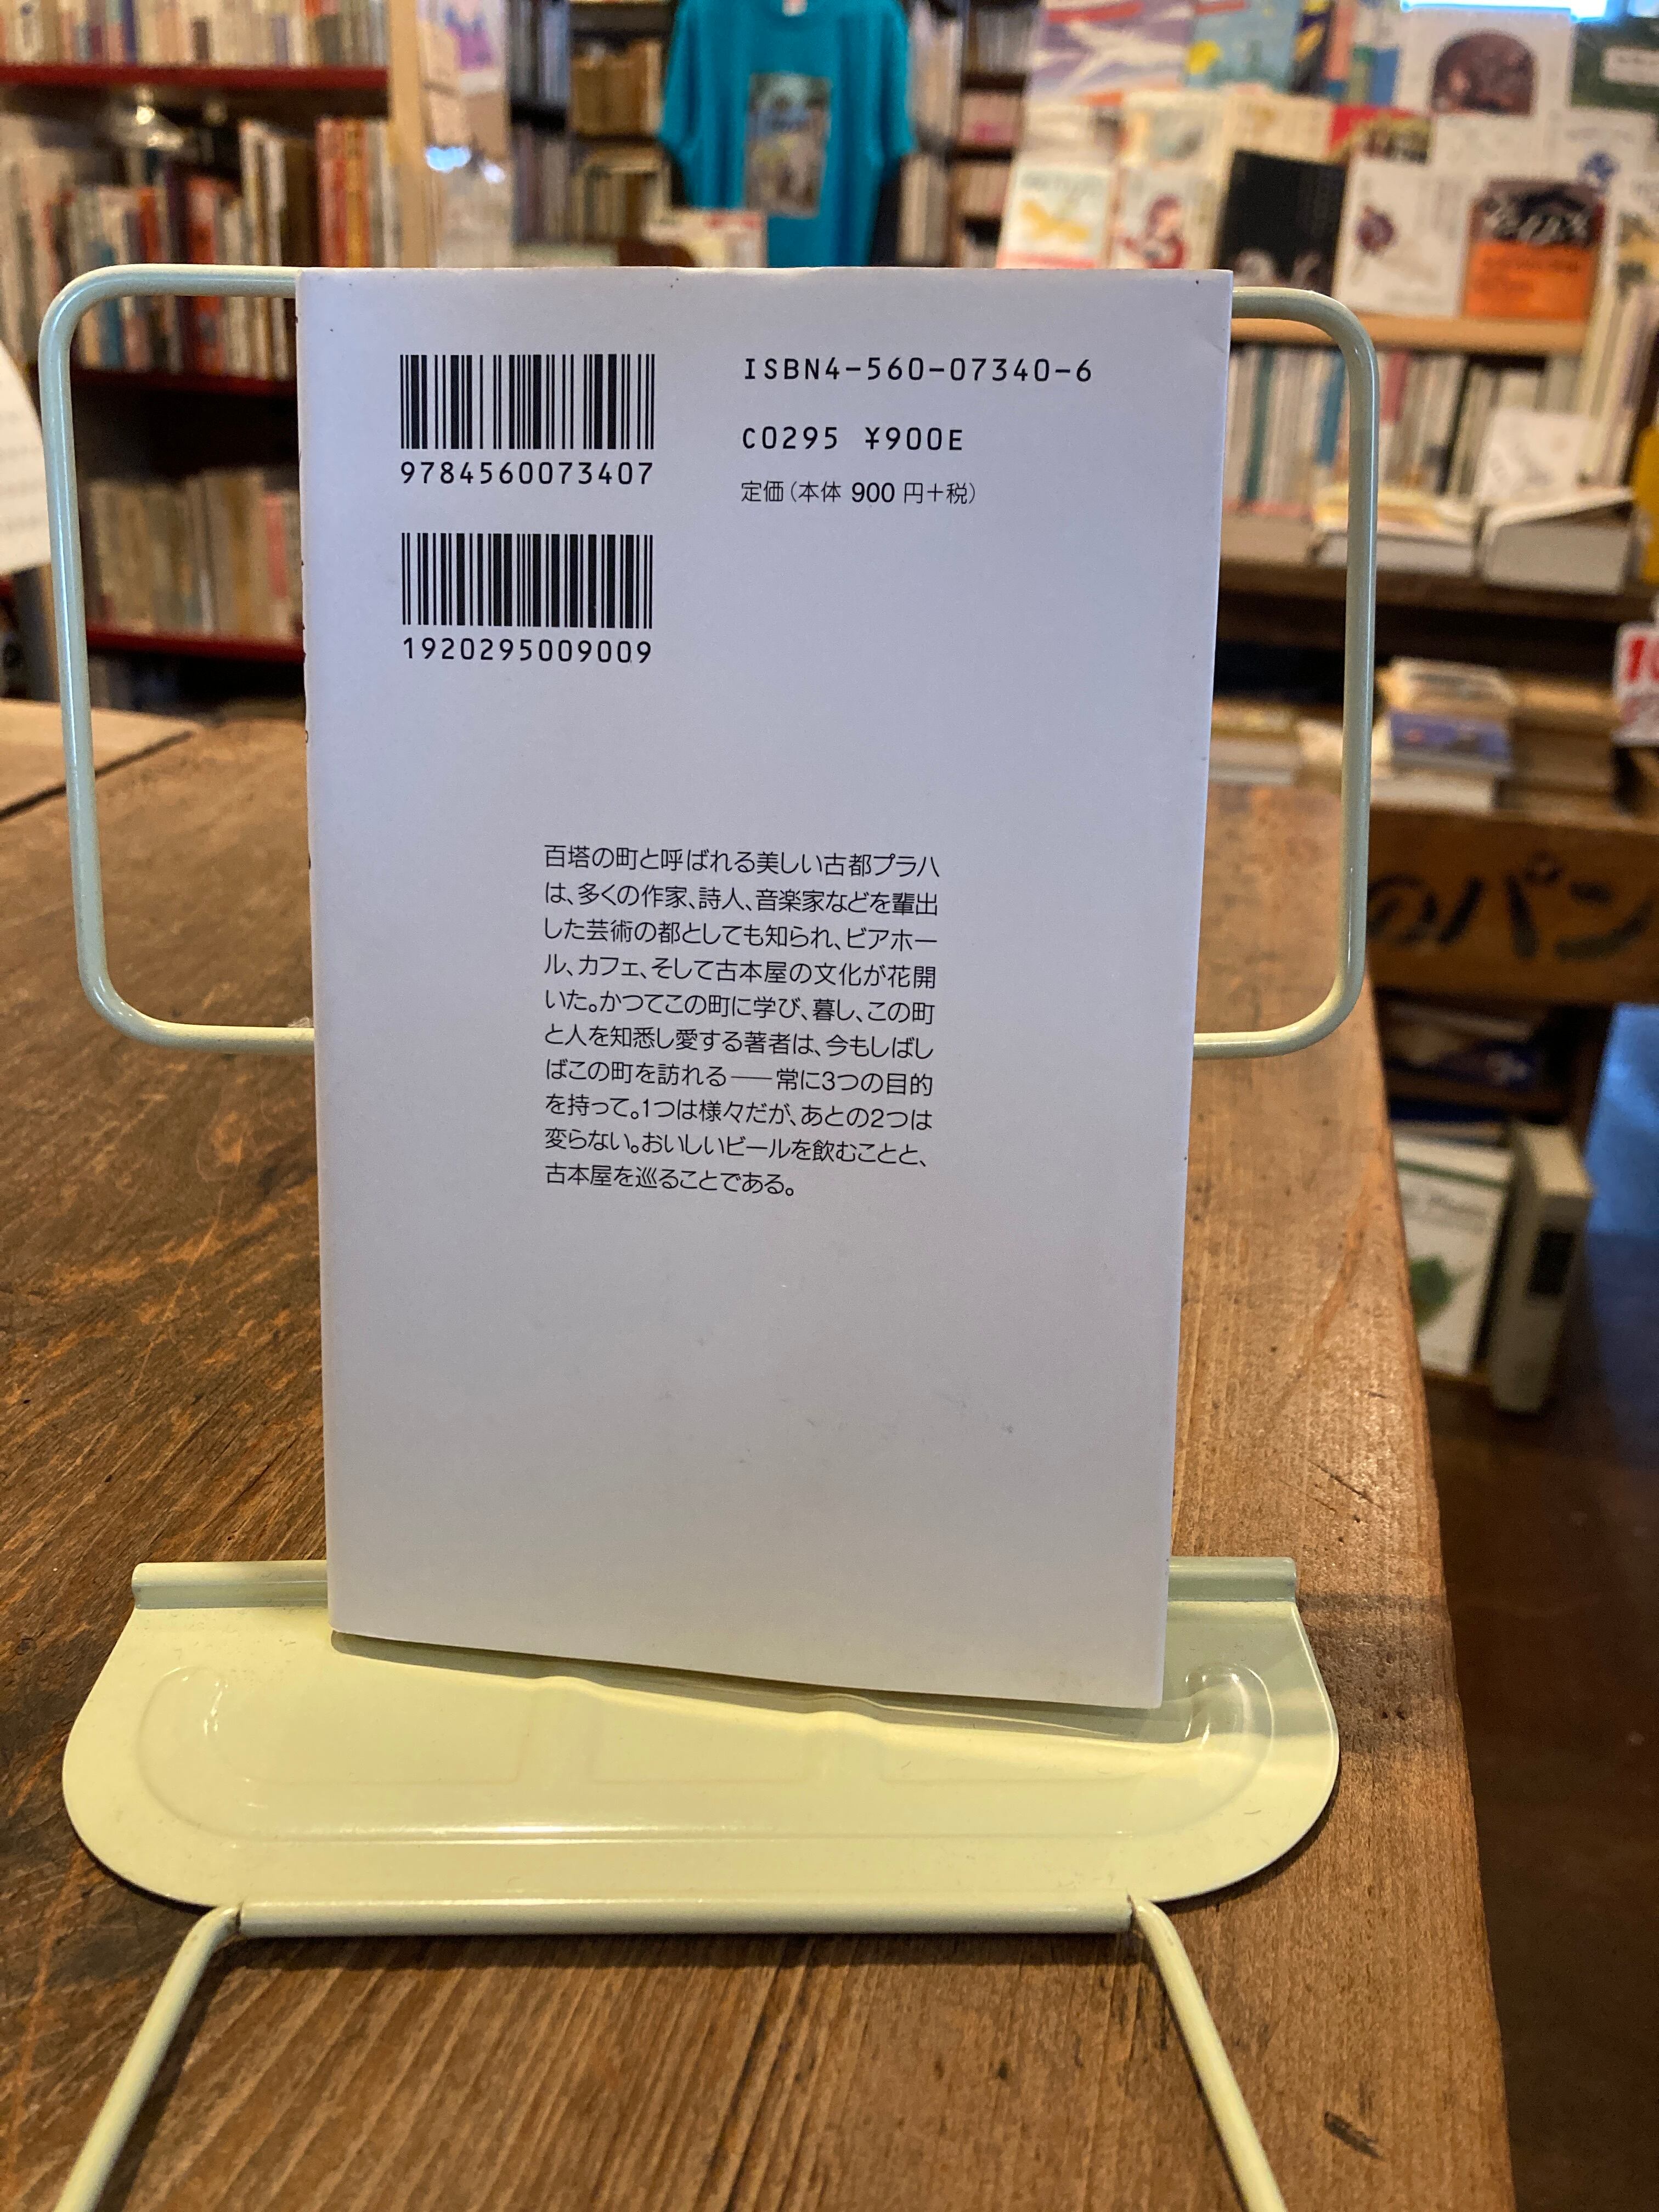 ISBN4-560-07340-6
C0295 ¥900E
定価（本体 900 円＋税）
9784560073407
1920295009009
百塔の町と呼ばれる美しい古都プラハ
は、多くの作家、詩人、音楽家などを輩出
した芸術の都としても知られ、ビアホー
ル、カフェ、そして古本屋の文化が花開
いた。かつてこの町に学び、暮し、この町
と人を知悉し愛する著者は、今もしばし
ばこの町を訪れる――常に3つの目的
を持って。1つは様々だが、あとの2つは
変らない。おいしいビールを飲むことと、
古本屋を巡ることである。
のパン